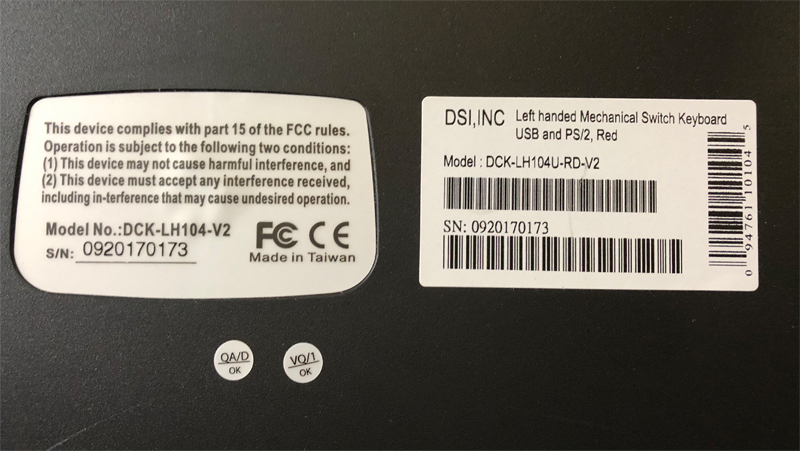 This device complies with part 15 of the FCC rules.
Operation is subject to the following two conditions:
(1) This device may not cause harmful interference, and
(2) This device must accept any interference received,
including in-terference that may cause undesired operation.
Model No.:DCK-LH104-V2
S/N: 0920170173
FC CE
Made in Taiwan
DSI,INC Left handed Mechanical Switch Keyboard
USB and PS/2, Red
Model : DCK-LH104U-RD-V2
SN: 0920170173
0 94761 10104 5
QA/D
OK
VQ/1
OK